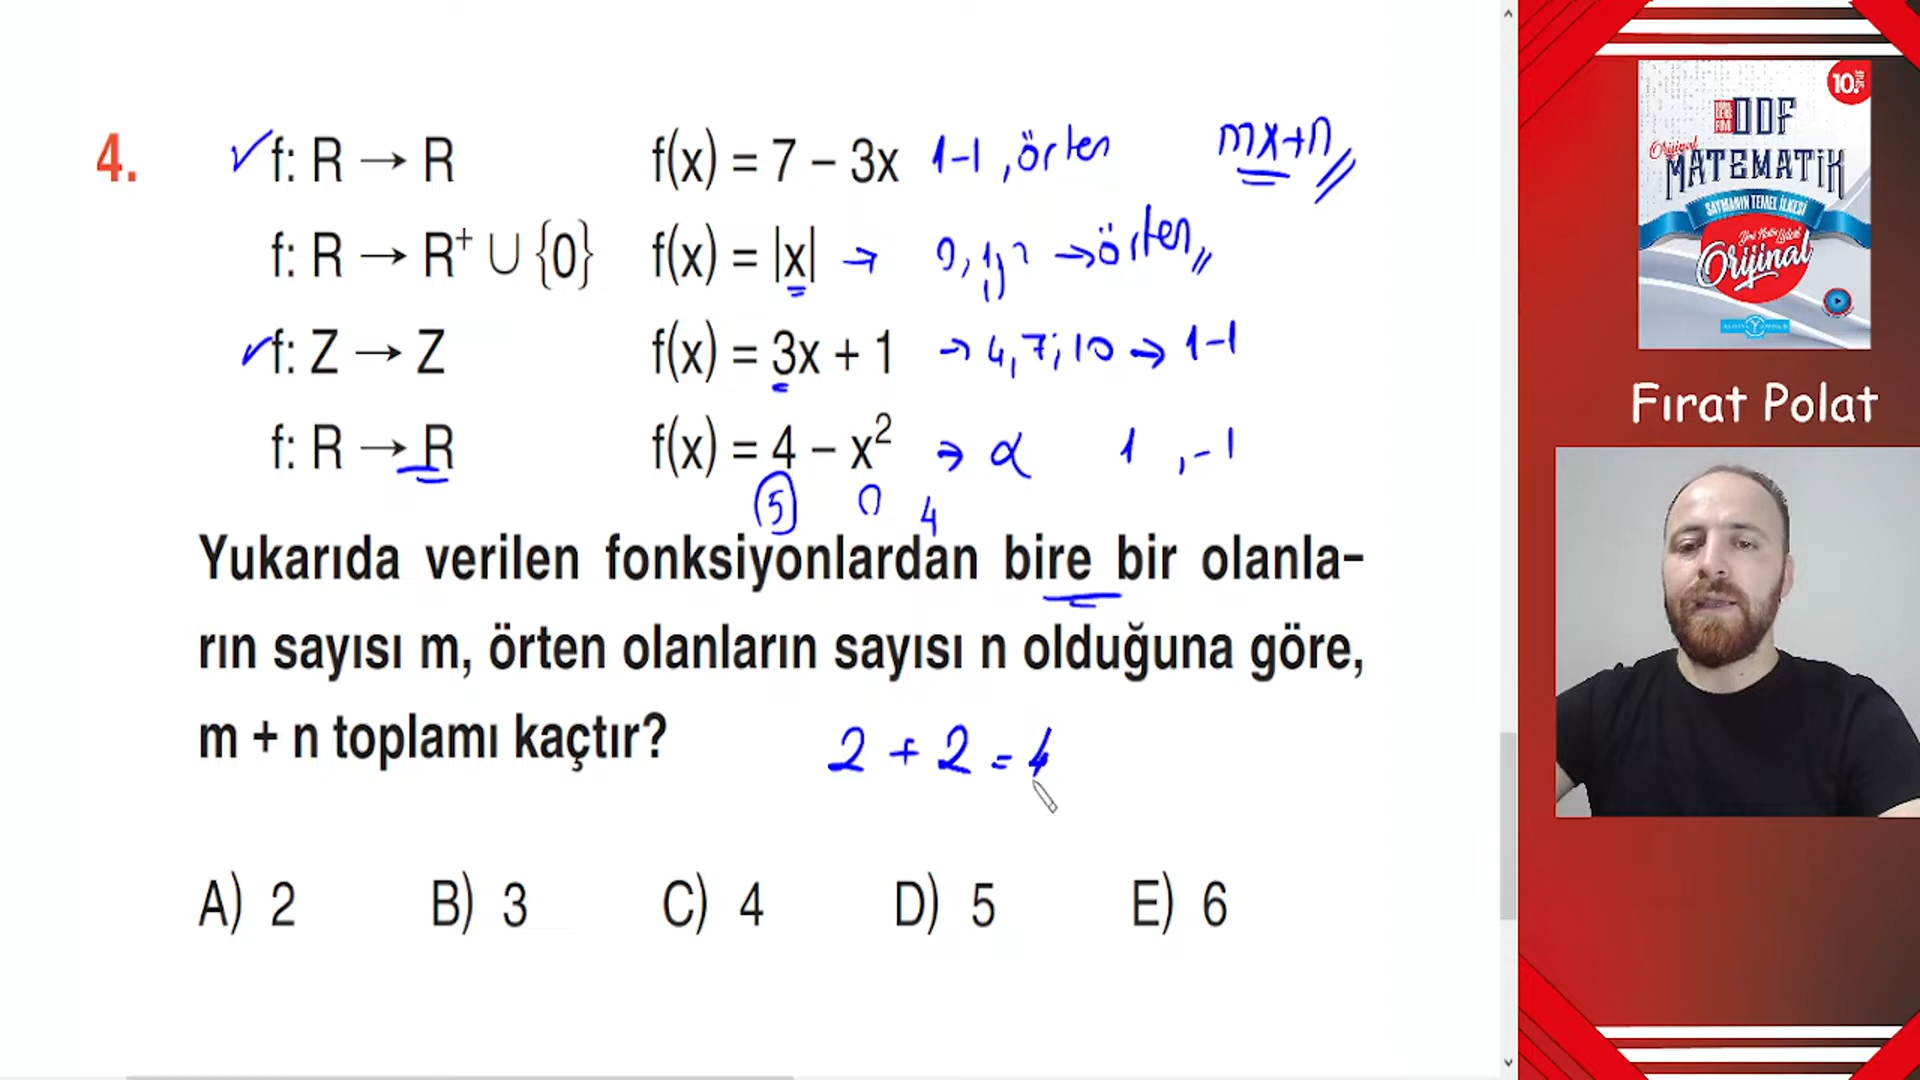 4. f: R → R f(x) = 7 – 3x 1-1, örten mx+n
f: R → R⁺ ∪ {0} f(x) = |x| → 0, 1, → örten
f: Z → Z f(x) = 3x + 1 → 4, 7, 10 → 1-1
f: R → R f(x) = 4 – x² → 1, -1
5 0 4
Yukarıda verilen fonksiyonlardan bire bir olanla-
rın sayısı m, örten olanların sayısı n olduğuna göre,
m + n toplamı kaçtır? 2 + 2 = 4
A) 2 B) 3 C) 4 D) 5 E) 6
10.
DDF
Orijinal
MATEMATİK
SAYMANIN TEMEL İLKESİ
Orijinal
Fırat Polat